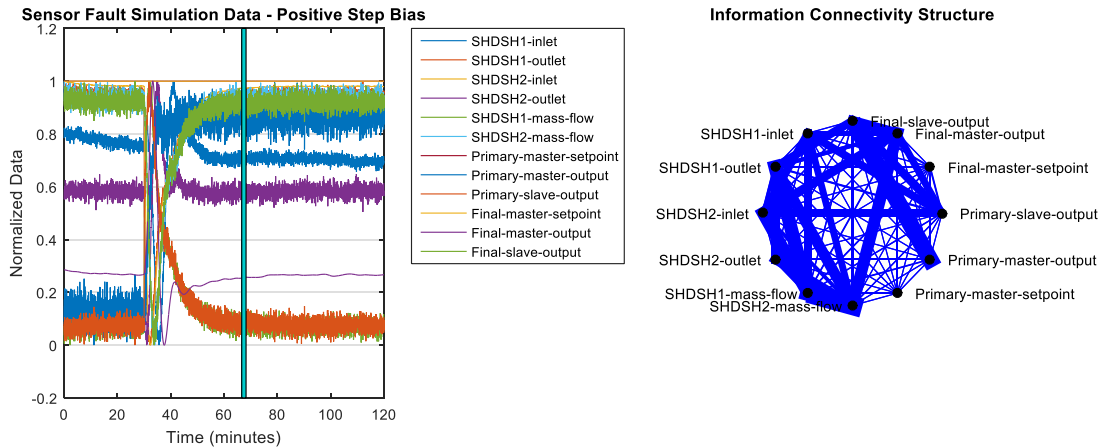 Sensor Fault Simulation Data - Positive Step Bias
1.2
1
0.8
0.6
0.4
0.2
0
-0.2
Normalized Data
0
20
40
60
80
100
120
Time (minutes)
SHDSH1-inlet
SHDSH1-outlet
SHDSH2-inlet
SHDSH2-outlet
SHDSH1-mass-flow
SHDSH2-mass-flow
Primary-master-setpoint
Primary-master-output
Primary-slave-output
Final-master-setpoint
Final-master-output
Final-slave-output
Information Connectivity Structure
Final-slave-output
SHDSH1-inlet
Final-master-output
SHDSH1-outlet
Final-master-setpoint
SHDSH2-inlet
Primary-slave-output
SHDSH2-outlet
Primary-master-output
SHDSH1-mass-flow
Primary-master-setpoint
SHDSH2-mass-flow